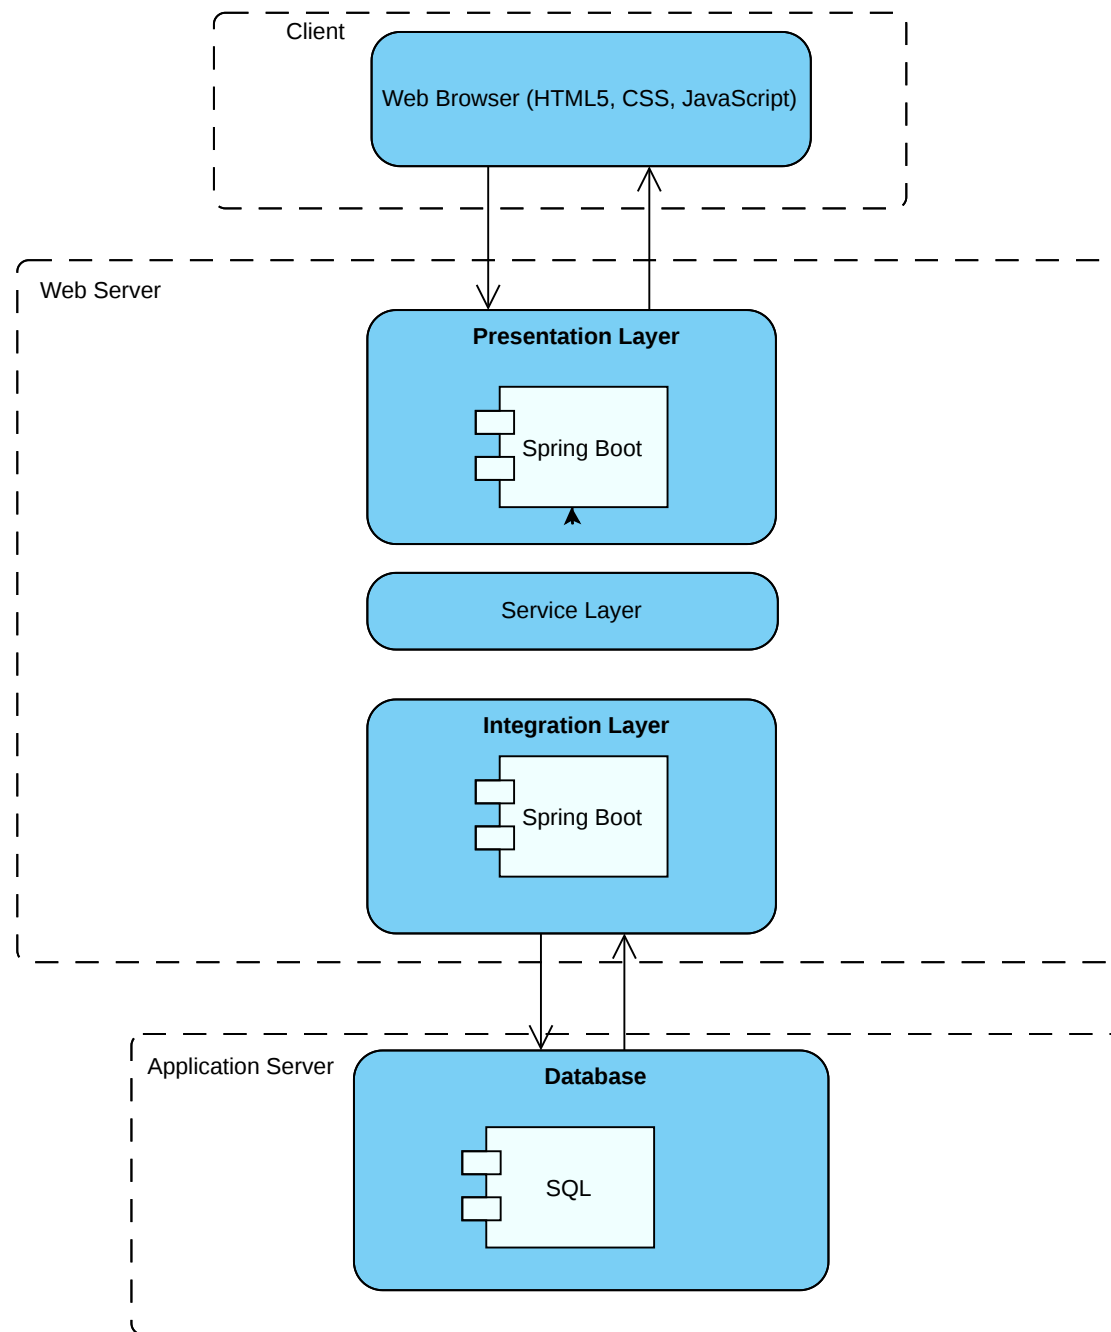 Client
Web Browser (HTML5, CSS, JavaScript)
Web Server
Presentation Layer
Spring Boot
Service Layer
Integration Layer
Spring Boot
Application Server
Database
SQL